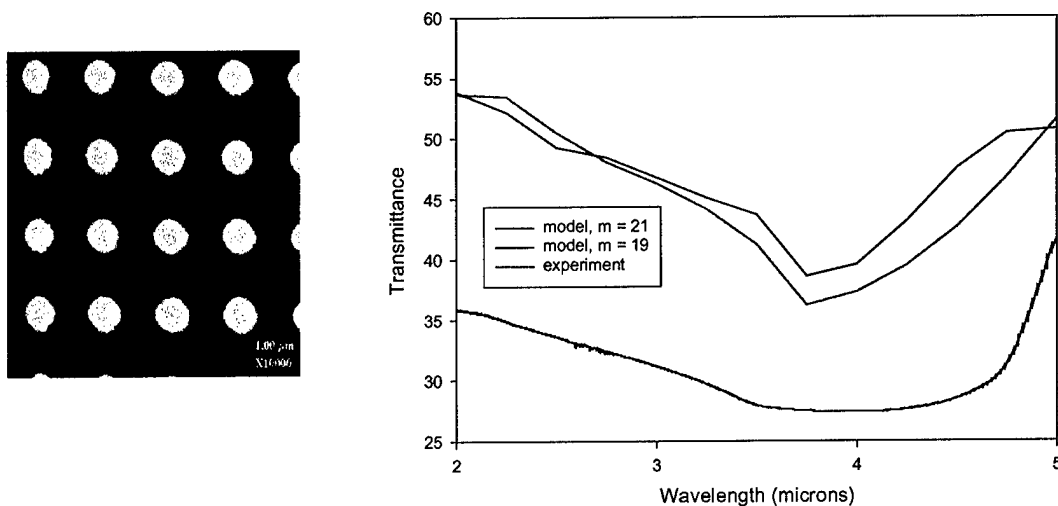 1.00 μm
X10000
60
55
50
45
40
35
30
25
Transmittance
model, m = 21
model, m = 19
experiment
2
3
4
5
Wavelength (microns)